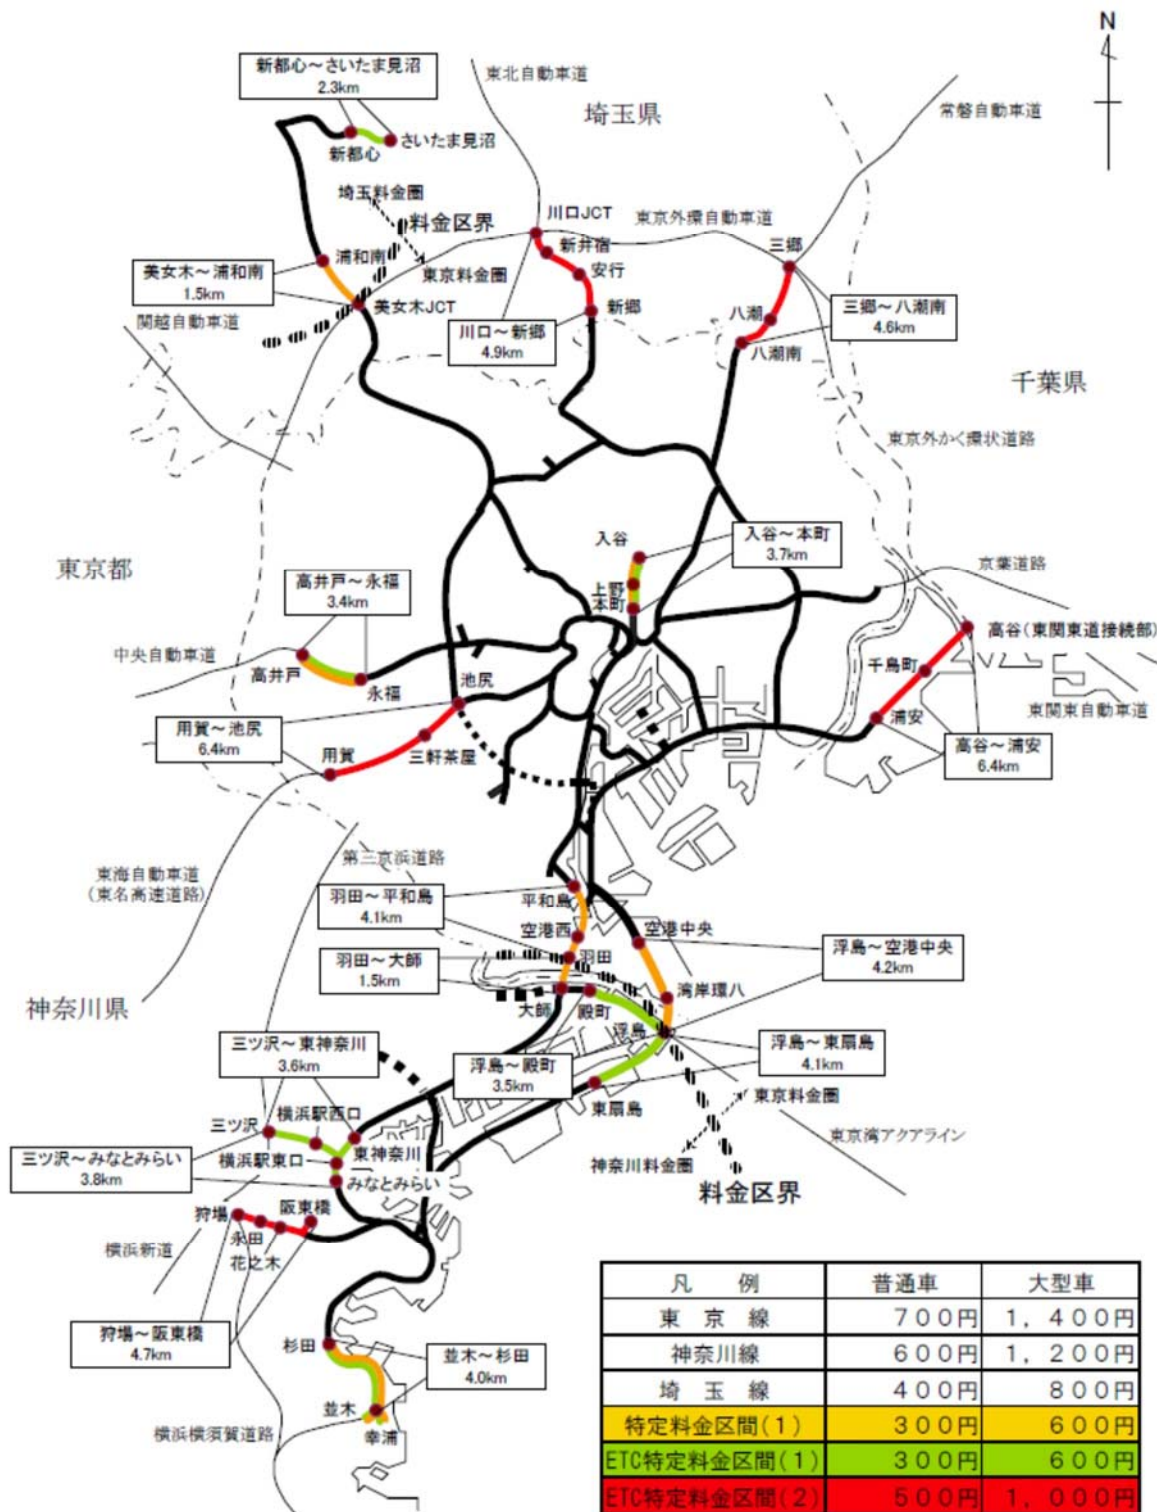 N
新都心～さいたま見沼
2.3km
東北自動車道
埼玉県
常磐自動車道
さいたま見沼
新都心
埼玉料金圏
料金区界
川口JCT
東京外環自動車道
三郷
新井宿
浦和南
東京料金圏
安行
美女木～浦和南
1.5km
美女木JCT
新郷
八潮
三郷～八潮南
4.6km
関越自動車道
川口～新郷
4.9km
八潮南
千葉県
東京外かく環状道路
入谷
入谷～本町
3.7km
東京都
高井戸～永福
3.4km
上野
本町
京葉道路
高谷(東関東道接続部)
中央自動車道
高井戸
永福
池尻
千鳥町
東関東自動車道
浦安
用賀～池尻
6.4km
三軒茶屋
用賀
高谷～浦安
6.4km
東海自動車道
(東名高速道路)
第三京浜道路
羽田～平和島
4.1km
平和島
空港西
空港中央
羽田
浮島～空港中央
4.2km
羽田～大師
1.5km
大師
殿町
湾岸環八
神奈川県
浮島
三ツ沢～東神奈川
3.6km
浮島～殿町
3.5km
浮島～東扇島
4.1km
東扇島
東京料金圏
三ツ沢
横浜駅西口
東京湾アクアライン
東神奈川
横浜駅東口
神奈川料金圏
三ツ沢～みなとみらい
3.8km
みなとみらい
料金区界
狩場
阪東橋
永田
花之木
横浜新道
狩場～阪東橋
4.7km
杉田
並木～杉田
4.0km
並木
幸浦
横浜横須賀道路
凡　例 普通車 大型車
東　京　線 700円 1，400円
神奈川線 600円 1，200円
埼　玉　線 400円 800円
特定料金区間(1) 300円 600円
ETC特定料金区間(1) 300円 600円
ETC特定料金区間(2) 500円 1，000円